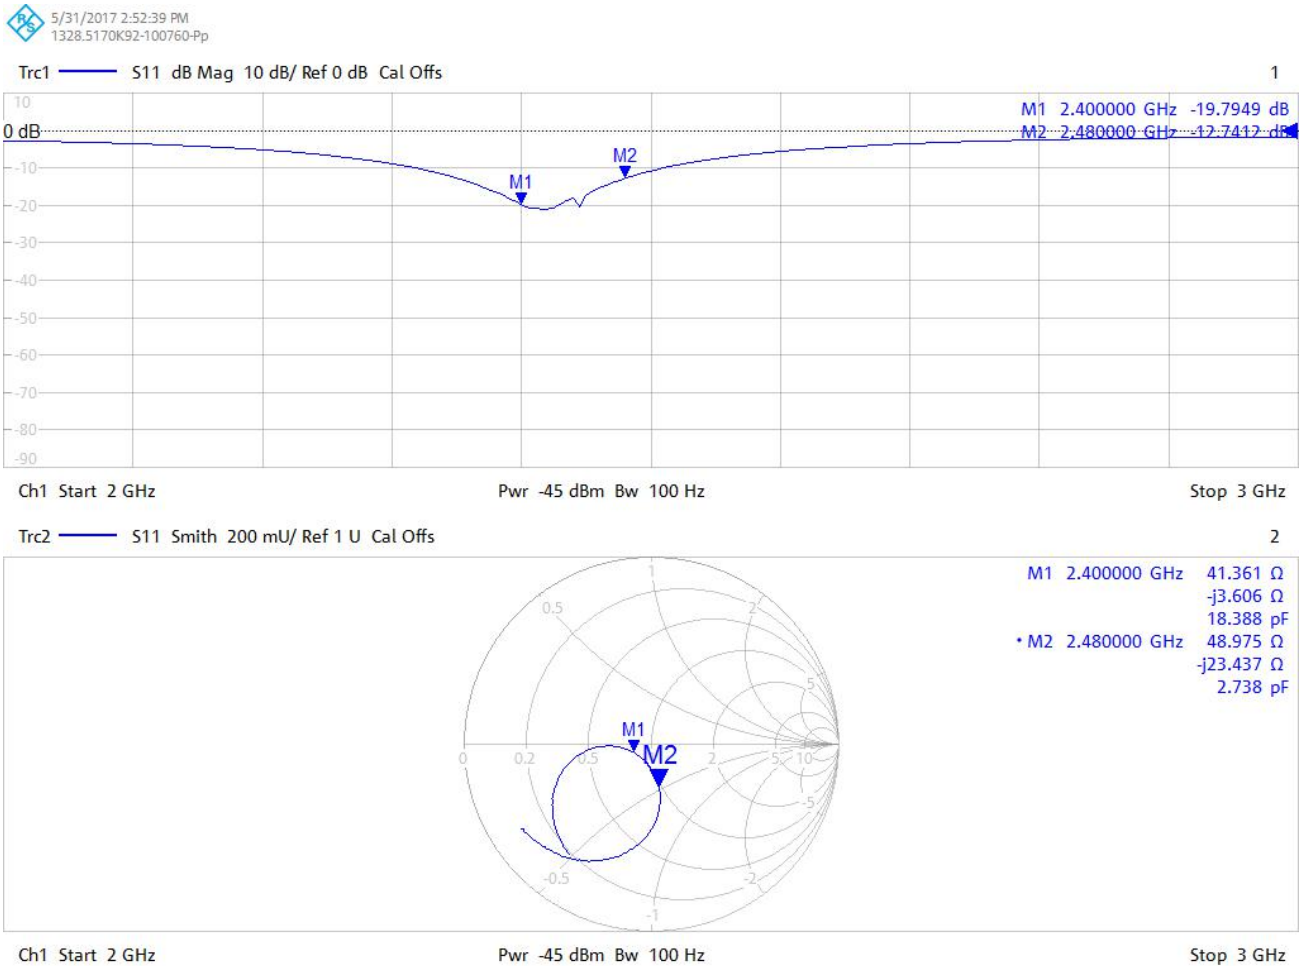 R&S
5/31/2017 2:52:39 PM
1328.5170K92-100760-Pp
Trc1 S11 dB Mag 10 dB/ Ref 0 dB Cal Offs 1
10
M1 2.400000 GHz -19.7949 dB
0 dB
M2 2.480000 GHz -12.7412 dB
M2
-10
M1
-20
-30
-40
-50
-60
-70
-80
-90
Ch1 Start 2 GHz Pwr -45 dBm Bw 100 Hz Stop 3 GHz
Trc2 S11 Smith 200 mU/ Ref 1 U Cal Offs 2
M1 2.400000 GHz 41.361 Ω
-j3.606 Ω
18.388 pF
• M2 2.480000 GHz 48.975 Ω
-j23.437 Ω
2.738 pF
1
0.5 2
5
M1
M2
0 0.2 0.5 2 5 10
-5
-0.5 -2
-1
Ch1 Start 2 GHz Pwr -45 dBm Bw 100 Hz Stop 3 GHz